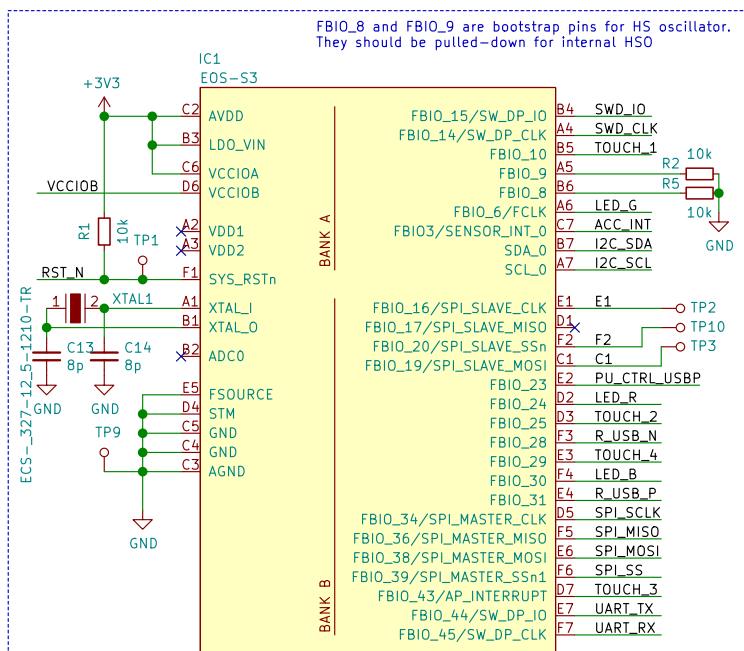 FBIO_8 and FBIO_9 are bootstrap pins for HS oscillator.
They should be pulled-down for internal HSO
IC1
EOS-S3
+3V3
C2 AVDD
B3 LDO_VIN
C6 VCCIOA
VCCIOB D6 VCCIOB
R1 10k
A2 VDD1
A3 VDD2
TP1
RST_N F1 SYS_RSTn
ECS-_327-12_5-1210-TR
1 2 XTAL1
A1 XTAL_I
B1 XTAL_O
C13 8p
C14 8p
GND
GND
B2 ADC0
E5 FSOURCE
D4 STM
C5 GND
C4 GND
C3 AGND
TP9
GND
BANK A
BANK B
FBIO_15/SW_DP_IO B4 SWD_IO
FBIO_14/SW_DP_CLK A4 SWD_CLK
FBIO_10 B5 TOUCH_1
FBIO_9 A5 R2 10k
FBIO_8 B6 R5 10k
GND
FBIO_6/FCLK A6 LED_G
FBIO3/SENSOR_INT_0 C7 ACC_INT
SDA_0 B7 I2C_SDA
SCL_0 A7 I2C_SCL
FBIO_16/SPI_SLAVE_CLK E1 E1 TP2
FBIO_17/SPI_SLAVE_MISO D1 TP10
FBIO_20/SPI_SLAVE_SSn F2 F2 TP3
FBIO_19/SPI_SLAVE_MOSI C1 C1
FBIO_23 E2 PU_CTRL_USBP
FBIO_24 D2 LED_R
FBIO_25 D3 TOUCH_2
FBIO_28 F3 R_USB_N
FBIO_29 E3 TOUCH_4
FBIO_30 F4 LED_B
FBIO_31 E4 R_USB_P
FBIO_34/SPI_MASTER_CLK D5 SPI_SCLK
FBIO_36/SPI_MASTER_MISO F5 SPI_MISO
FBIO_38/SPI_MASTER_MOSI E6 SPI_MOSI
FBIO_39/SPI_MASTER_SSn1 F6 SPI_SS
FBIO_43/AP_INTERRUPT D7 TOUCH_3
FBIO_44/SW_DP_IO E7 UART_TX
FBIO_45/SW_DP_CLK F7 UART_RX